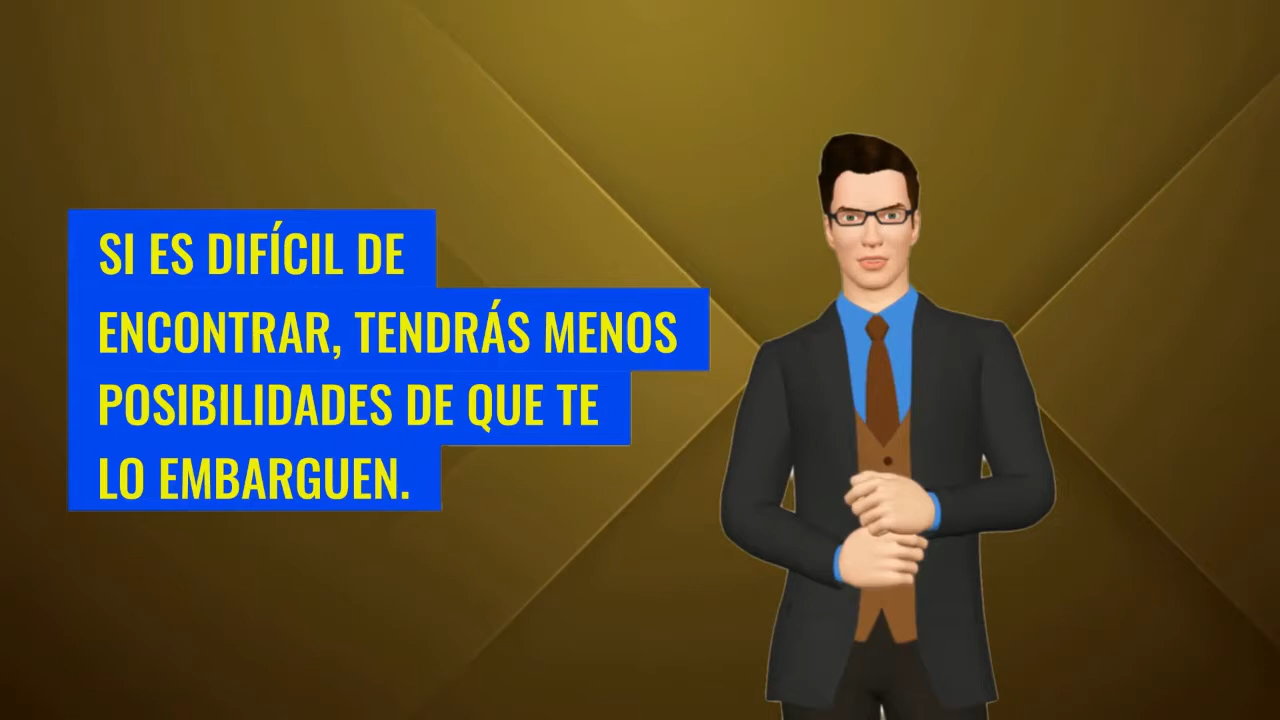 SI ES DIFÍCIL DE
ENCONTRAR, TENDRÁS MENOS
POSIBILIDADES DE QUE TE
LO EMBARGUEN.